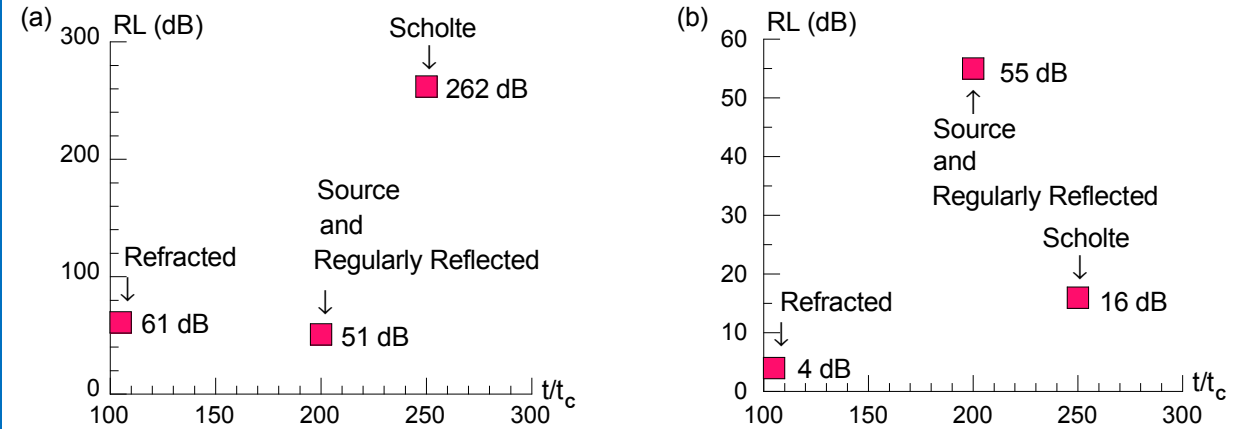 (a)
RL (dB)
300
200
100
0
Scholte
262 dB
Source
and
Regularly Reflected
Refracted
61 dB
51 dB
100 150 200 250 300
t/tc
(b)
RL (dB)
60
50
40
30
20
10
0
55 dB
Source
and
Regularly Reflected
Scholte
16 dB
Refracted
4 dB
100 150 200 250 300
t/tc